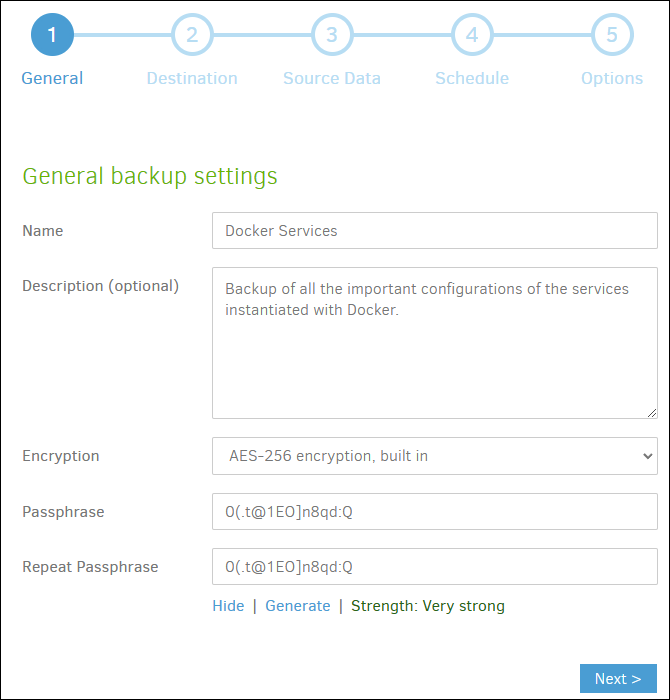 1 2 3 4 5
General Destination Source Data Schedule Options
General backup settings
Name Docker Services
Description (optional) Backup of all the important configurations of the services
instantiated with Docker.
Encryption AES-256 encryption, built in
Passphrase 0(.t@1EO]n8qd:Q
Repeat Passphrase 0(.t@1EO]n8qd:Q
Hide | Generate | Strength: Very strong
Next >